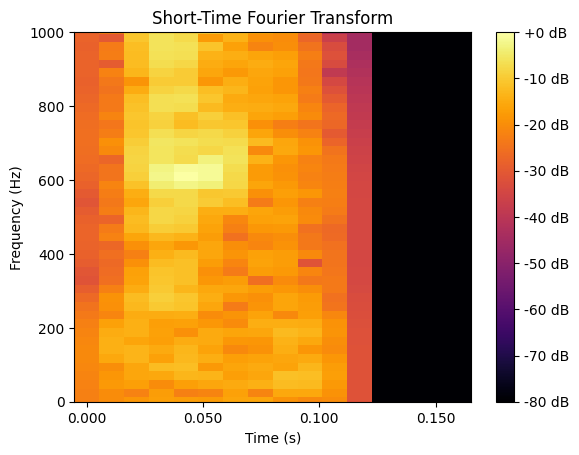 Short-Time Fourier Transform
1000
800
600
400
200
0
Frequency (Hz)
0.000
0.050
0.100
0.150
Time (s)
+0 dB
-10 dB
-20 dB
-30 dB
-40 dB
-50 dB
-60 dB
-70 dB
-80 dB